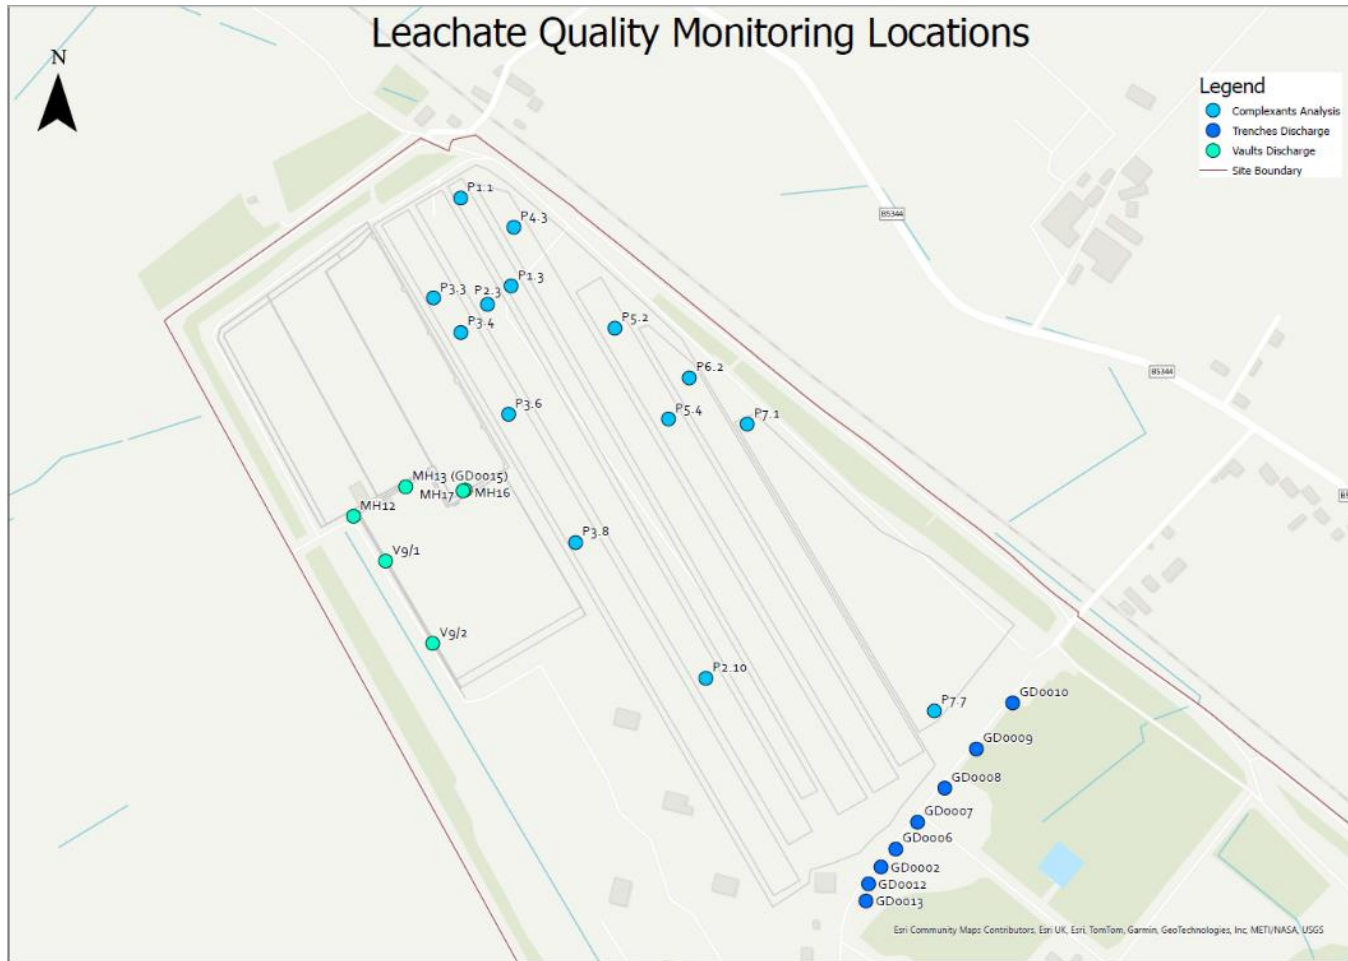 Leachate Quality Monitoring Locations
N
Legend
Complexants Analysis
Trenches Discharge
Vaults Discharge
Site Boundary
P1.1
P4.3
B5344
P1.3
P3.3
P2.3
P3.4
P5.2
P6.2
B5344
P3.6
P5.4
P7.1
MH13 (GD0015)
MH17
MH16
B5
MH12
P3.8
V9/1
V9/2
P2.10
P7.7
GD0010
GD0009
GD0008
GD0007
GD0006
GD0002
GD0012
GD0013
Esri Community Maps Contributors, Esri UK, Esri, TomTom, Garmin, GeoTechnologies, Inc, METI/NASA, USGS